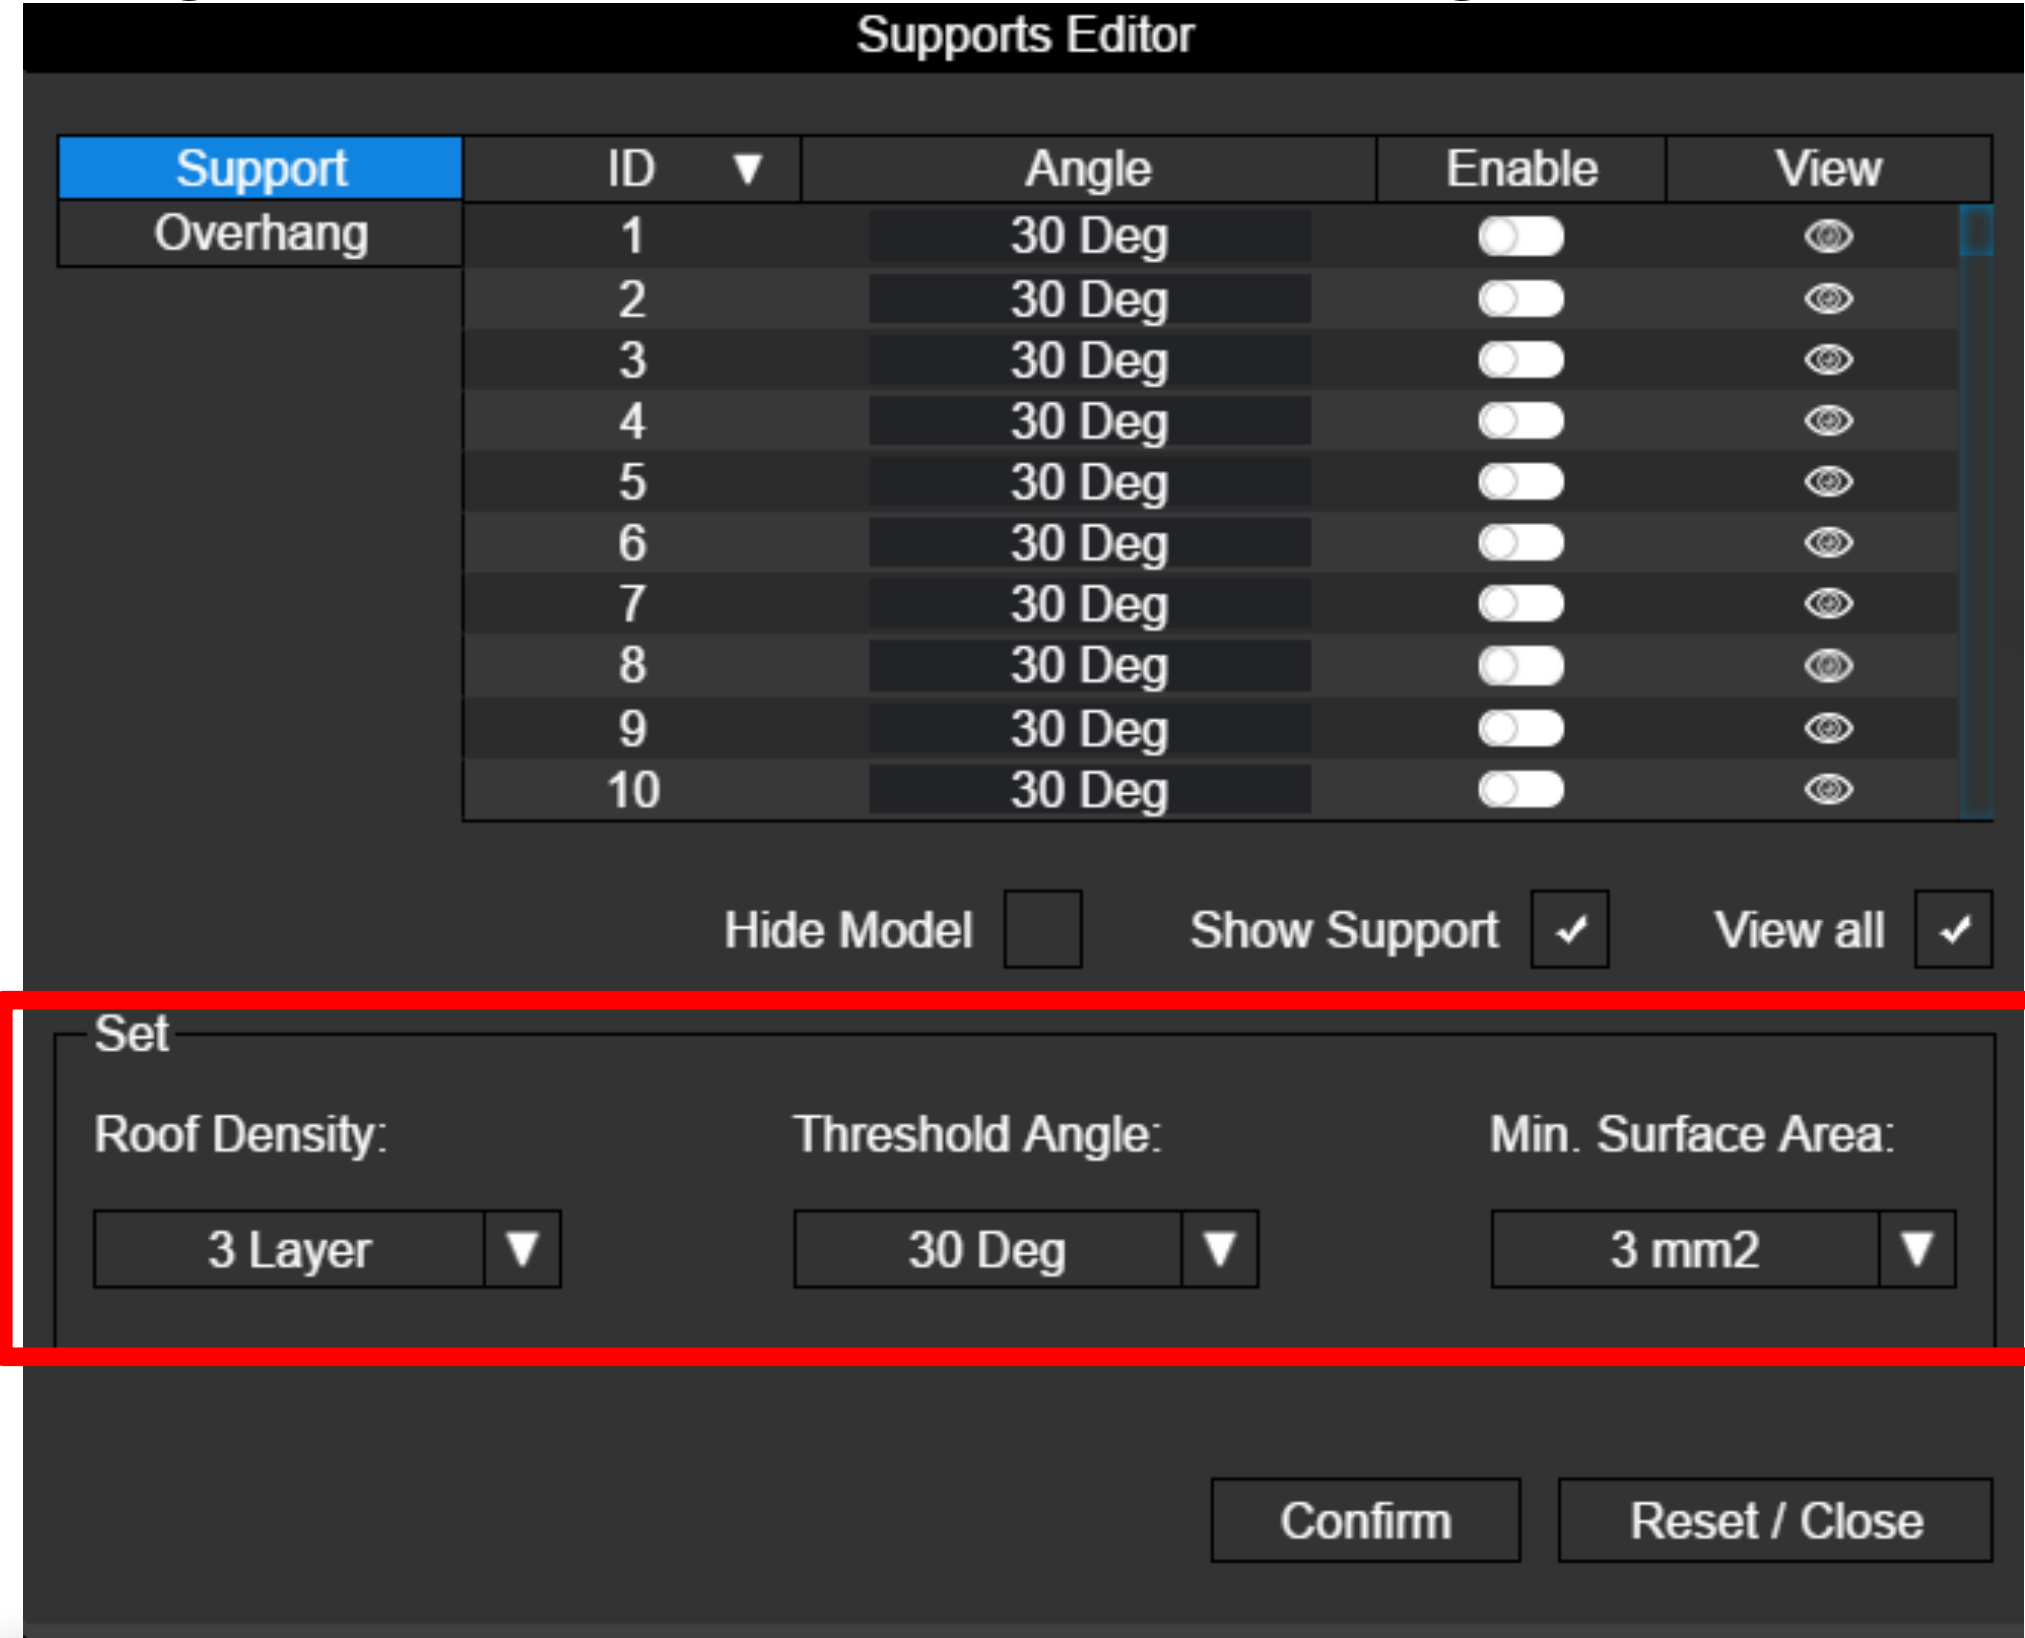 Supports Editor
Support ID ▼ Angle Enable View
Overhang 1 30 Deg
2 30 Deg
3 30 Deg
4 30 Deg
5 30 Deg
6 30 Deg
7 30 Deg
8 30 Deg
9 30 Deg
10 30 Deg
Hide Model Show Support ✓ View all ✓
Set
Roof Density: Threshold Angle: Min. Surface Area:
3 Layer ▼ 30 Deg ▼ 3 mm2 ▼
Confirm Reset / Close